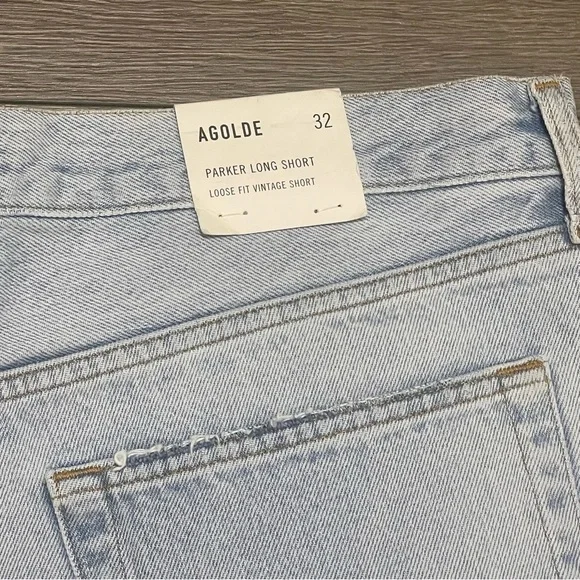 AGOLDE 32
PARKER LONG SHORT
LOOSE FIT VINTAGE SHORT